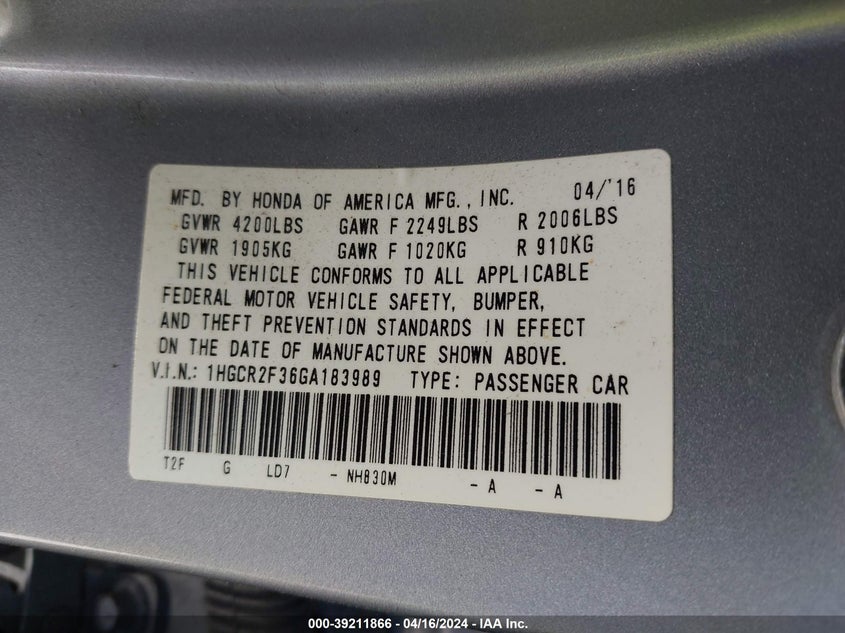 MFD. BY HONDA OF AMERICA MFG., INC. 04/'16
GVWR 4200LBS GAWR F 2249LBS R 2006LBS
GVWR 1905KG GAWR F 1020KG R 910KG
THIS VEHICLE CONFORMS TO ALL APPLICABLE
FEDERAL MOTOR VEHICLE SAFETY, BUMPER,
AND THEFT PREVENTION STANDARDS IN EFFECT
ON THE DATE OF MANUFACTURE SHOWN ABOVE.
V.I.N.: 1HGCR2F36GA183989 TYPE: PASSENGER CAR
T2F G LD7 - NH830M - A - A
000-39211866 - 04/16/2024 - IAA Inc.